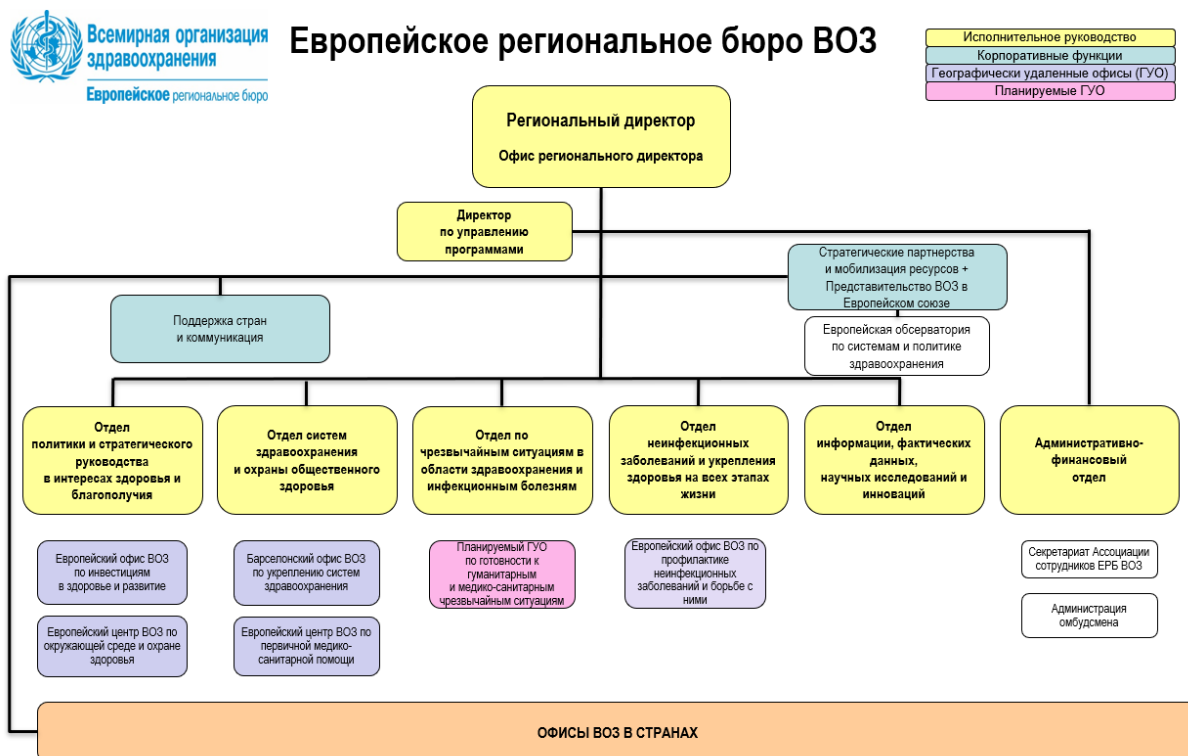 Всемирная организация
здравоохранения
Европейское региональное бюро
Европейское региональное бюро ВОЗ
Исполнительное руководство
Корпоративные функции
Географически удаленные офисы (ГУО)
Планируемые ГУО
Региональный директор
Офис регионального директора
Директор
по управлению
программами
Стратегические партнерства
и мобилизация ресурсов +
Представительство ВОЗ в
Европейском союзе
Поддержка стран
и коммуникация
Европейская обсерватория
по системам и политике
здравоохранения
Отдел
политики и стратегического
руководства
в интересах здоровья и
благополучия
Отдел систем
здравоохранения
и охраны общественного
здоровья
Отдел по
чрезвычайным ситуациям в
области здравоохранения и
инфекционным болезням
Отдел
неинфекционных
заболеваний и укрепления
здоровья на всех этапах
жизни
Отдел
информации, фактических
данных,
научных исследований и
инноваций
Административно-
финансовый
отдел
Европейский офис ВОЗ
по инвестициям
в здоровье и развитие
Барселонский офис ВОЗ
по укреплению систем
здравоохранения
Планируемый ГУО
по готовности к
гуманитарным
и медико-санитарным
чрезвычайным ситуациям
Европейский офис ВОЗ по
профилактике
неинфекционных
заболеваний и борьбе с
ними
Секретариат Ассоциации
сотрудников ЕРБ ВОЗ
Европейский центр ВОЗ по
окружающей среде и охране
здоровья
Европейский центр ВОЗ по
первичной медико-
санитарной помощи
Администрация
омбудсмена
ОФИСЫ ВОЗ В СТРАНАХ